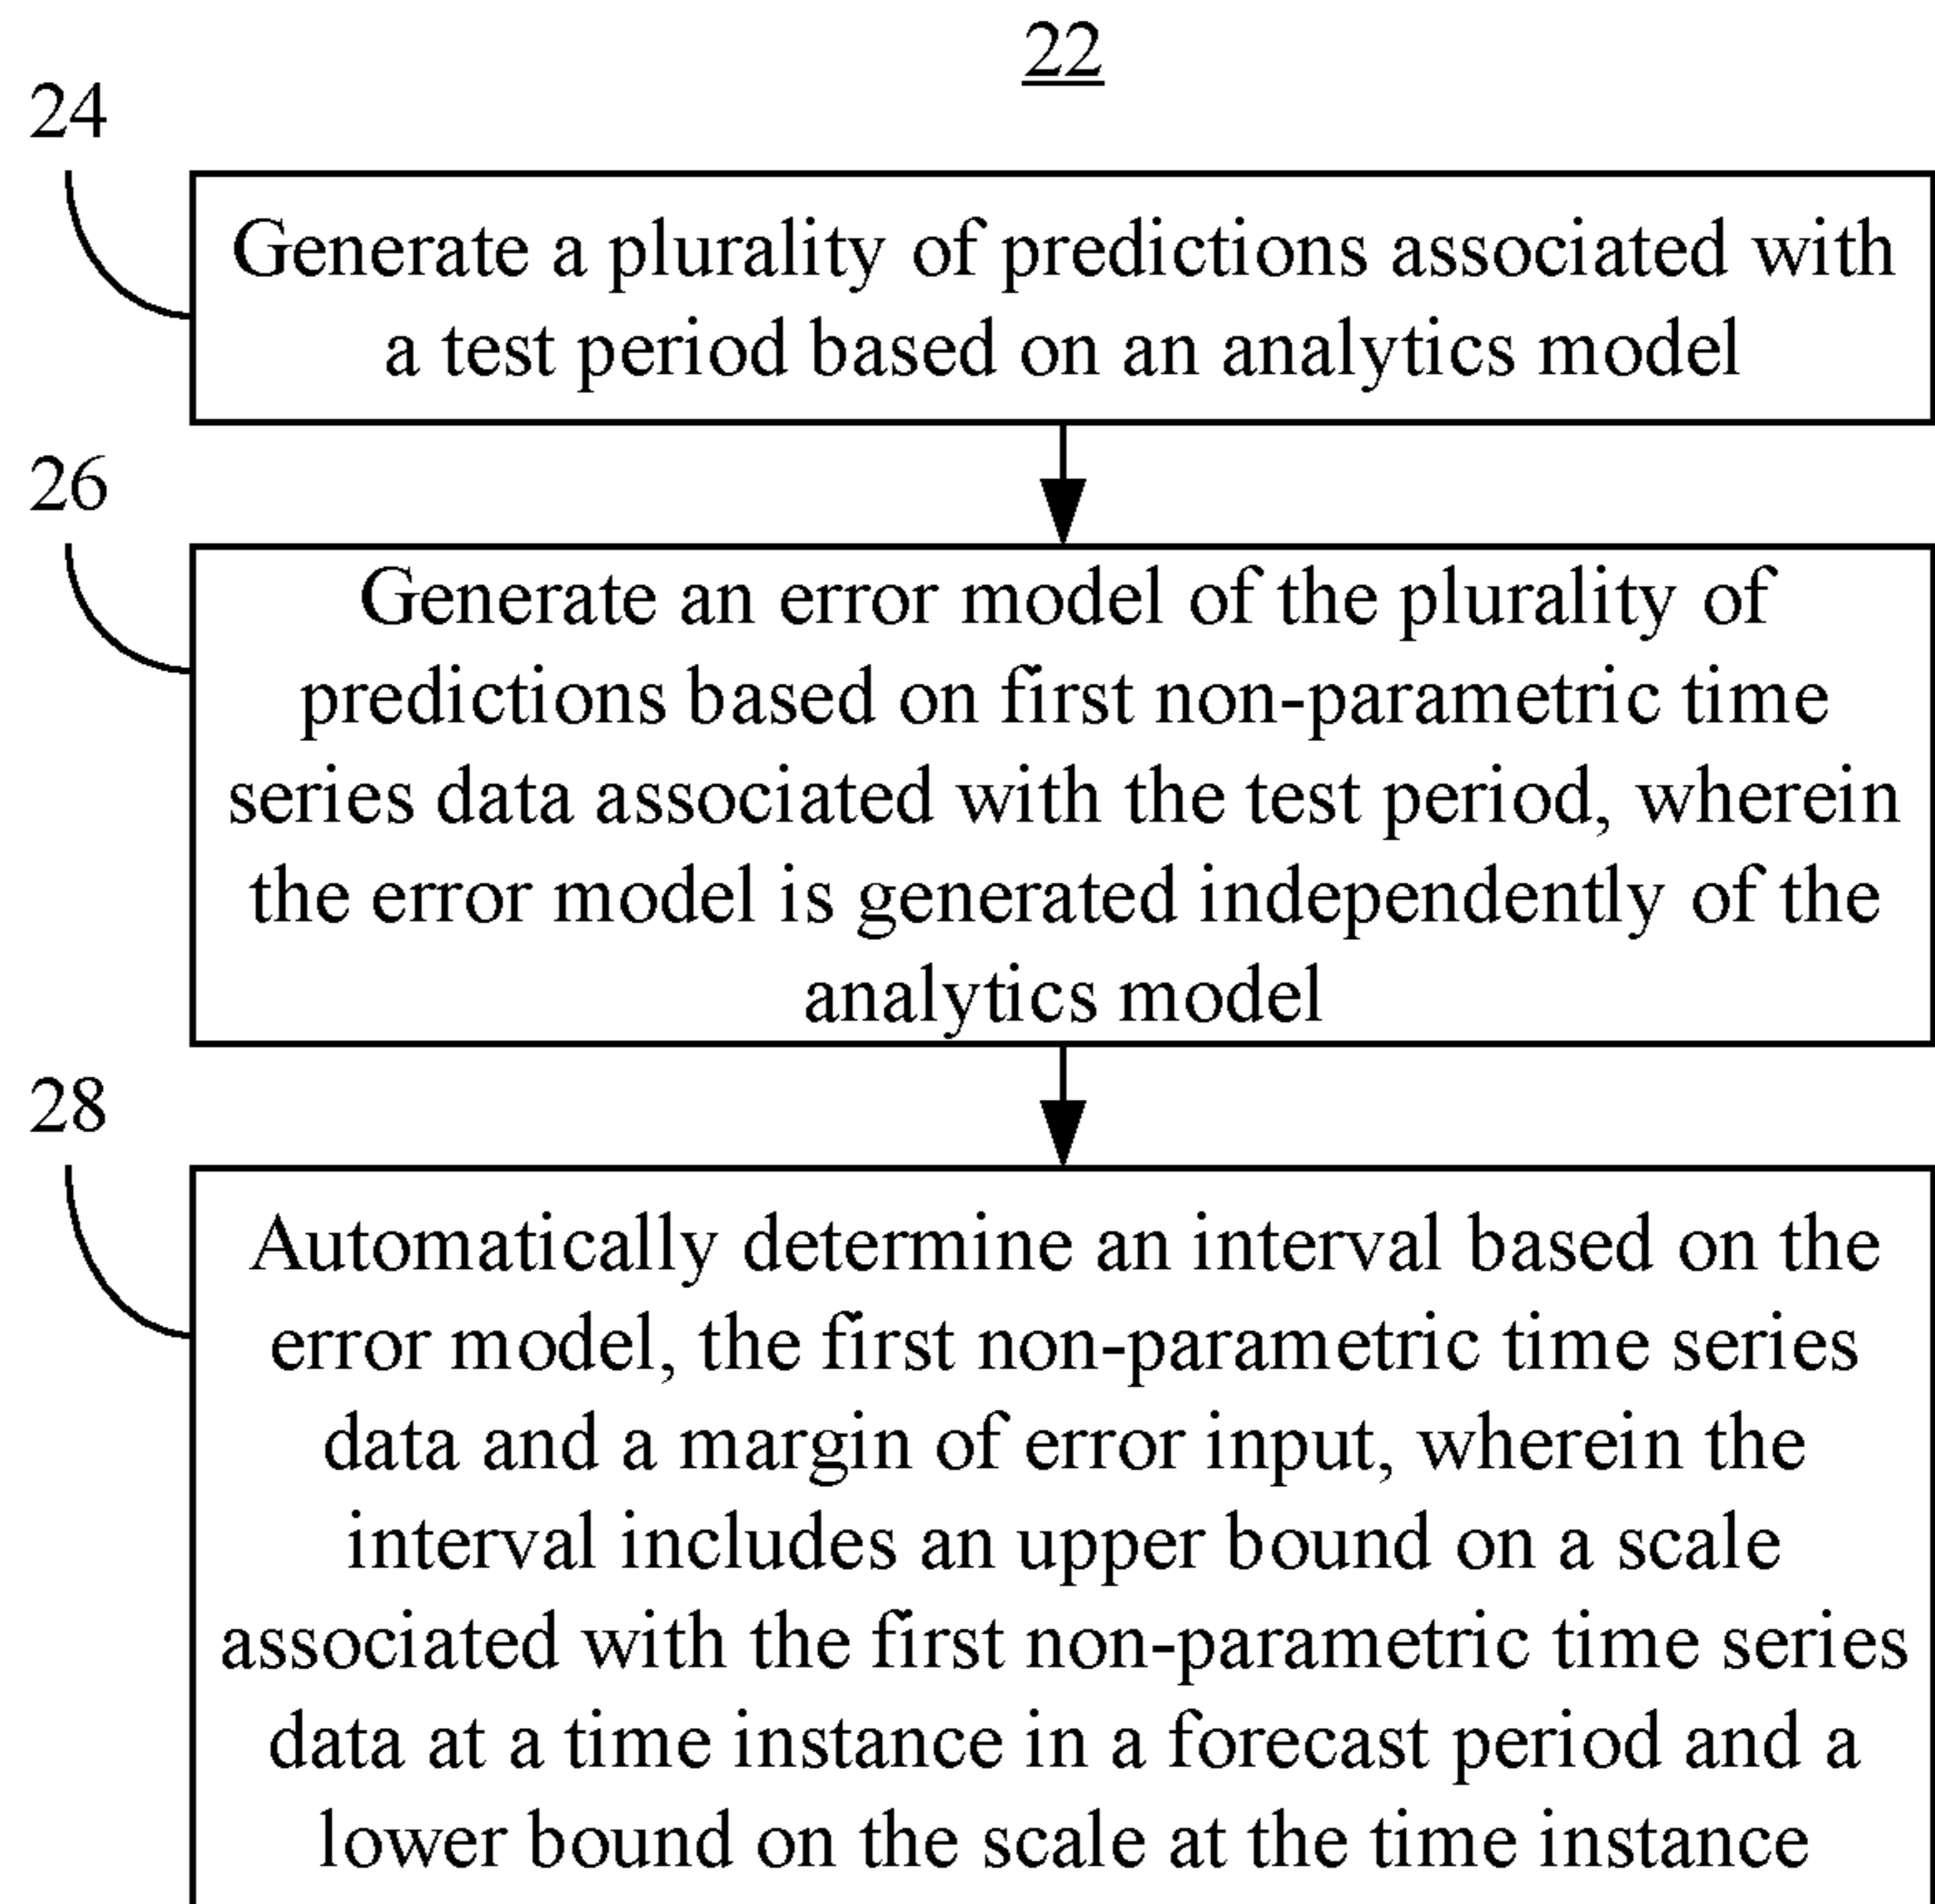 22
24
Generate a plurality of predictions associated with
a test period based on an analytics model
26
Generate an error model of the plurality of
predictions based on first non-parametric time
series data associated with the test period, wherein
the error model is generated independently of the
analytics model
28
Automatically determine an interval based on the
error model, the first non-parametric time series
data and a margin of error input, wherein the
interval includes an upper bound on a scale
associated with the first non-parametric time series
data at a time instance in a forecast period and a
lower bound on the scale at the time instance